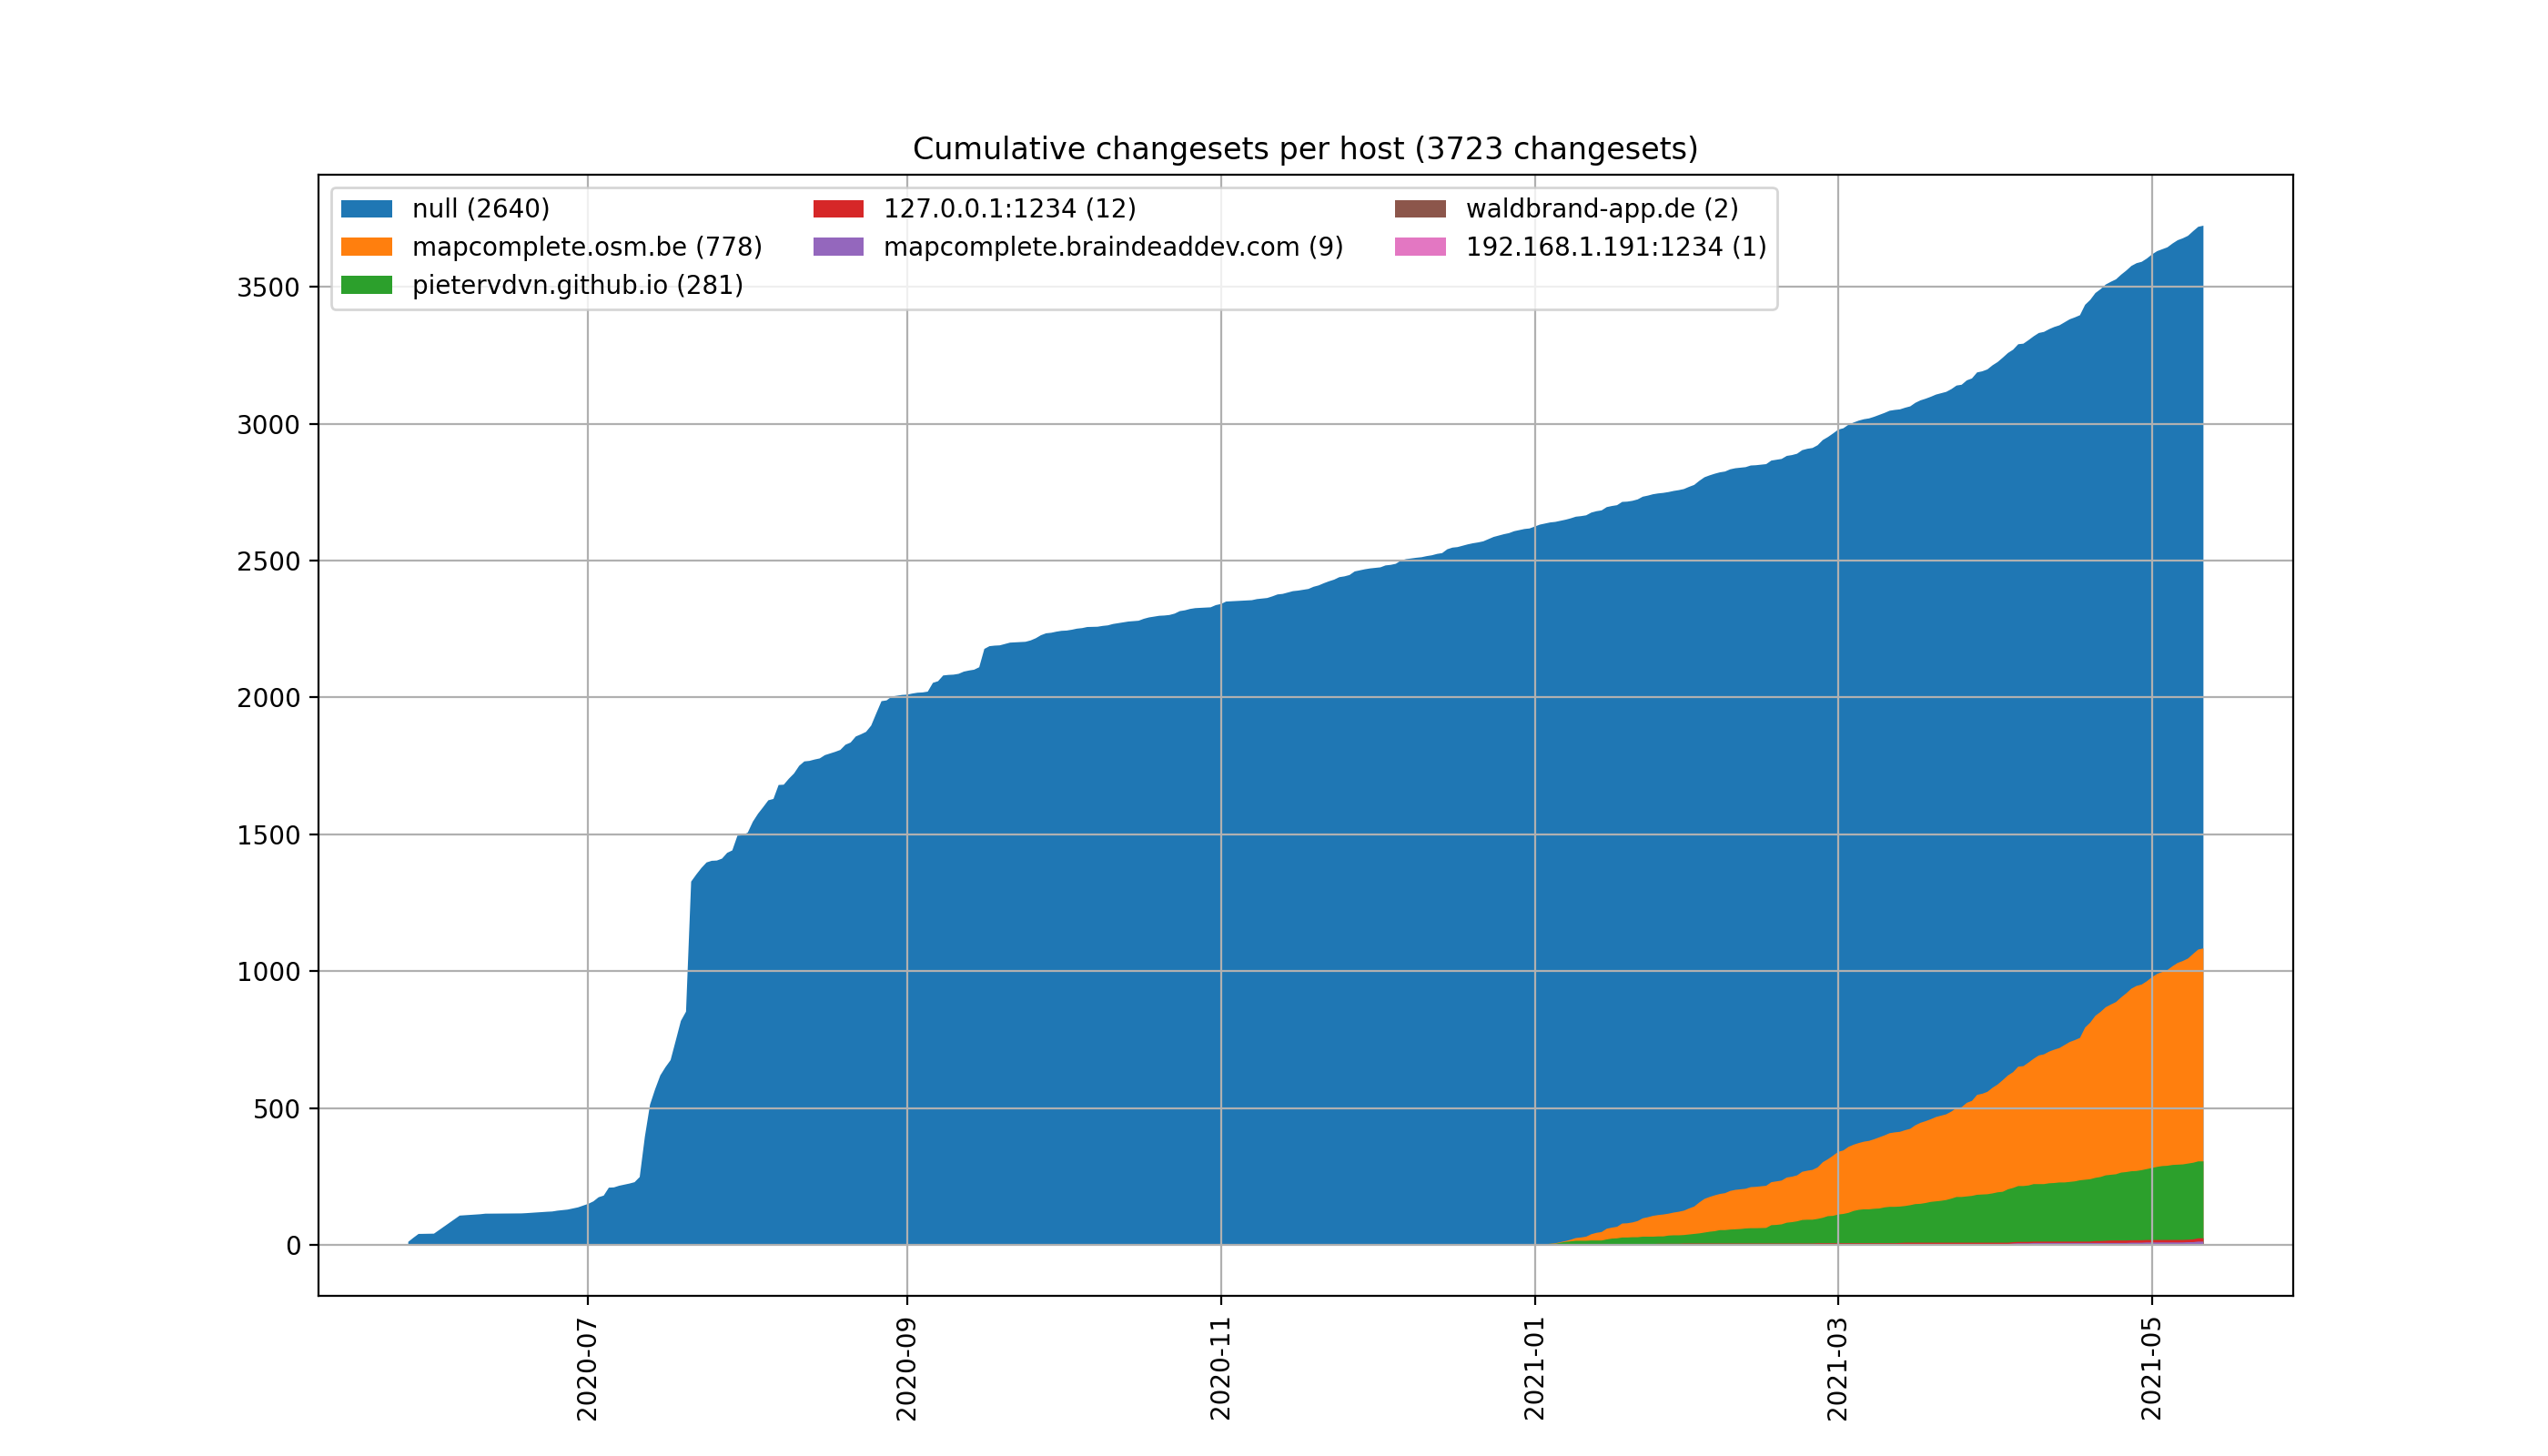 Cumulative changesets per host (3723 changesets)
null (2640)
mapcomplete.osm.be (778)
pietervdvn.github.io (281)
127.0.0.1:1234 (12)
mapcomplete.braindeaddev.com (9)
waldbrand-app.de (2)
192.168.1.191:1234 (1)
3500
3000
2500
2000
1500
1000
500
0
2020-07
2020-09
2020-11
2021-01
2021-03
2021-05